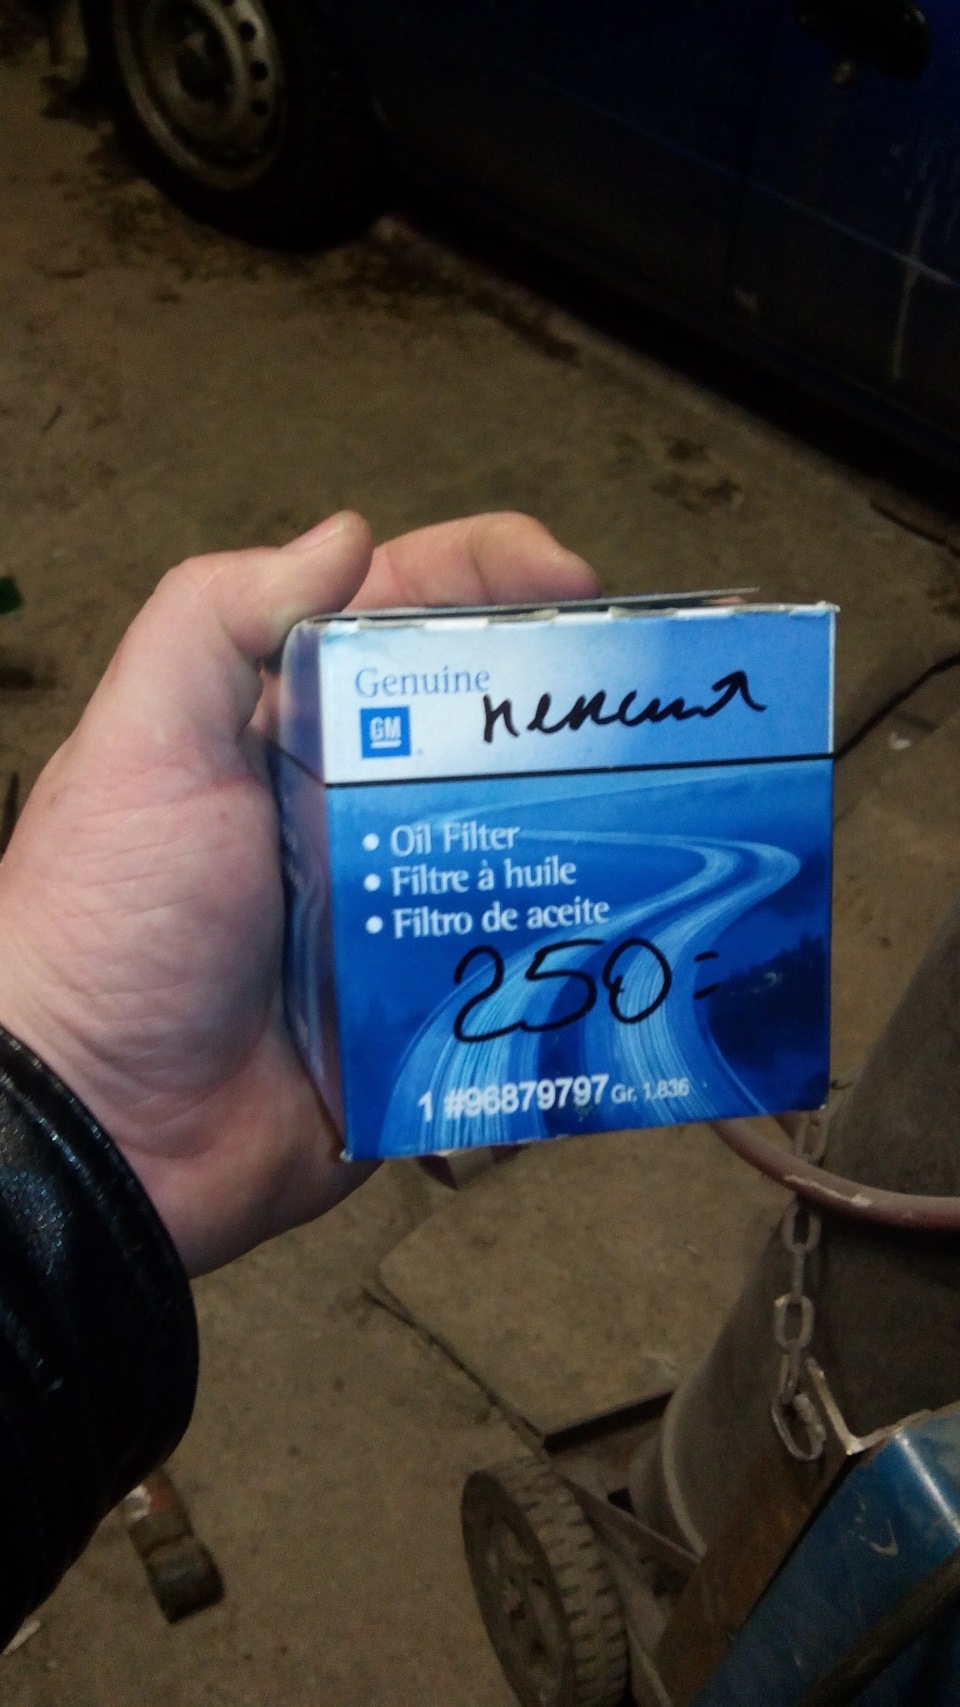 Genuine
GM
• Oil Filter
• Filtre à huile
• Filtro de aceite
250=
1 #96879797 Gr. 1.836